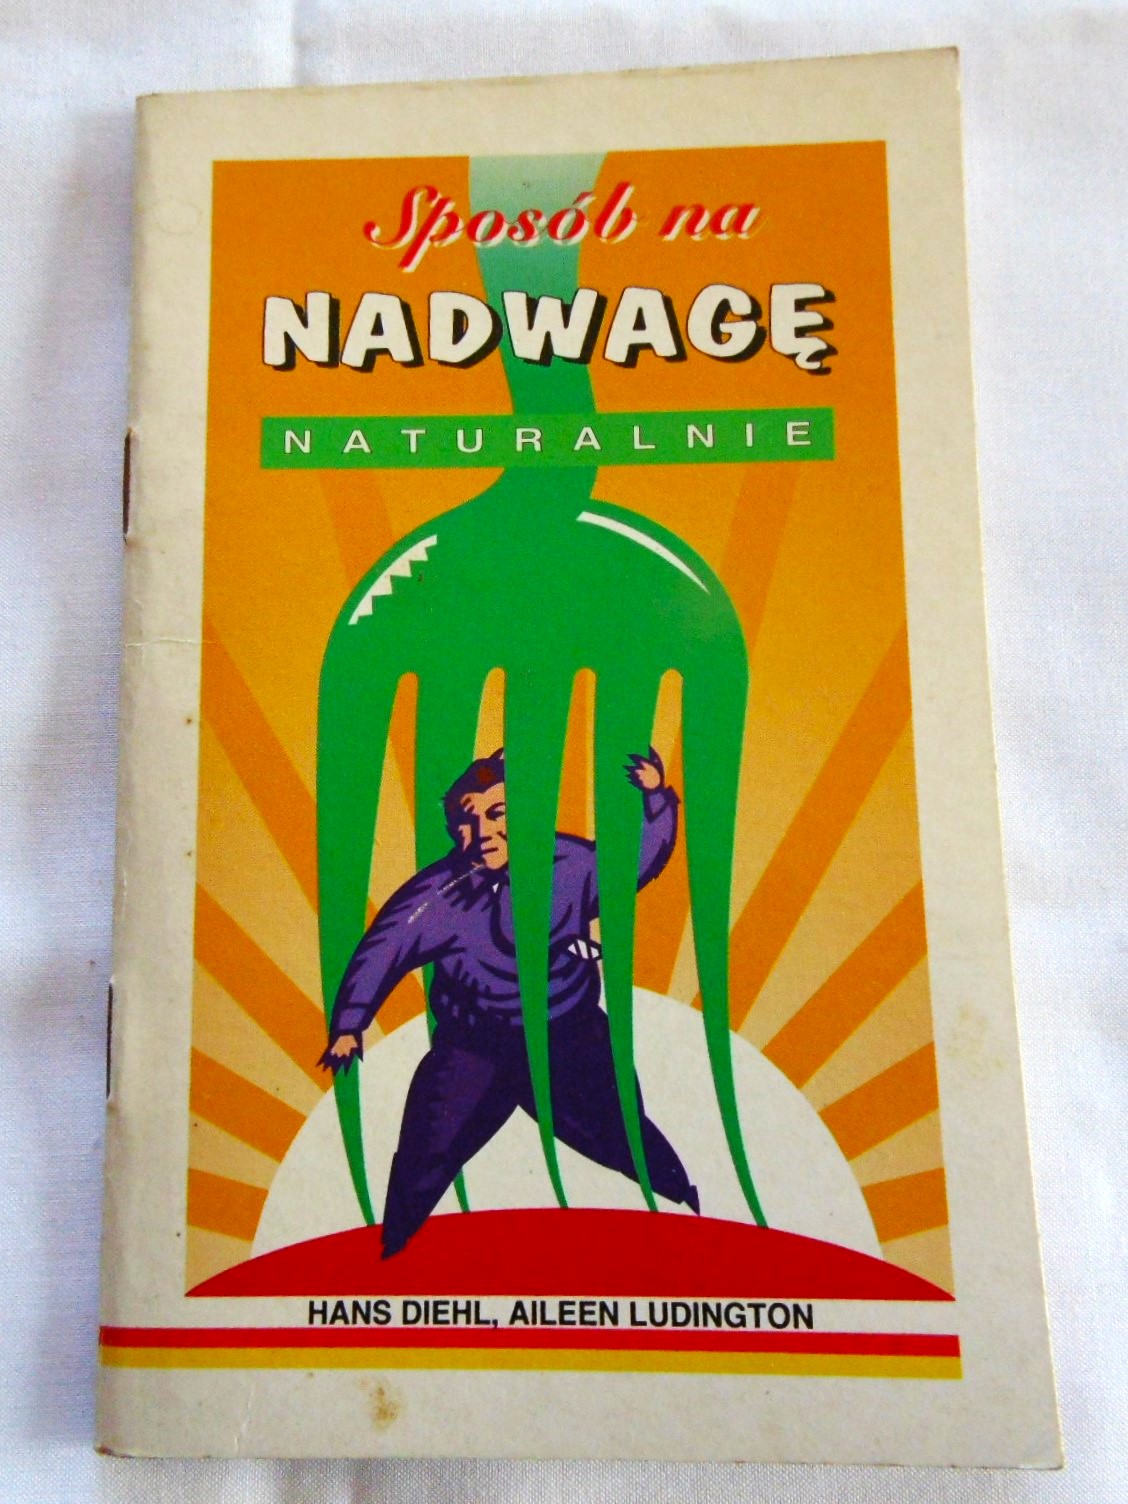 Sposób na
NADWAGĘ
NATURALNIE
HANS DIEHL, AILEEN LUDINGTON